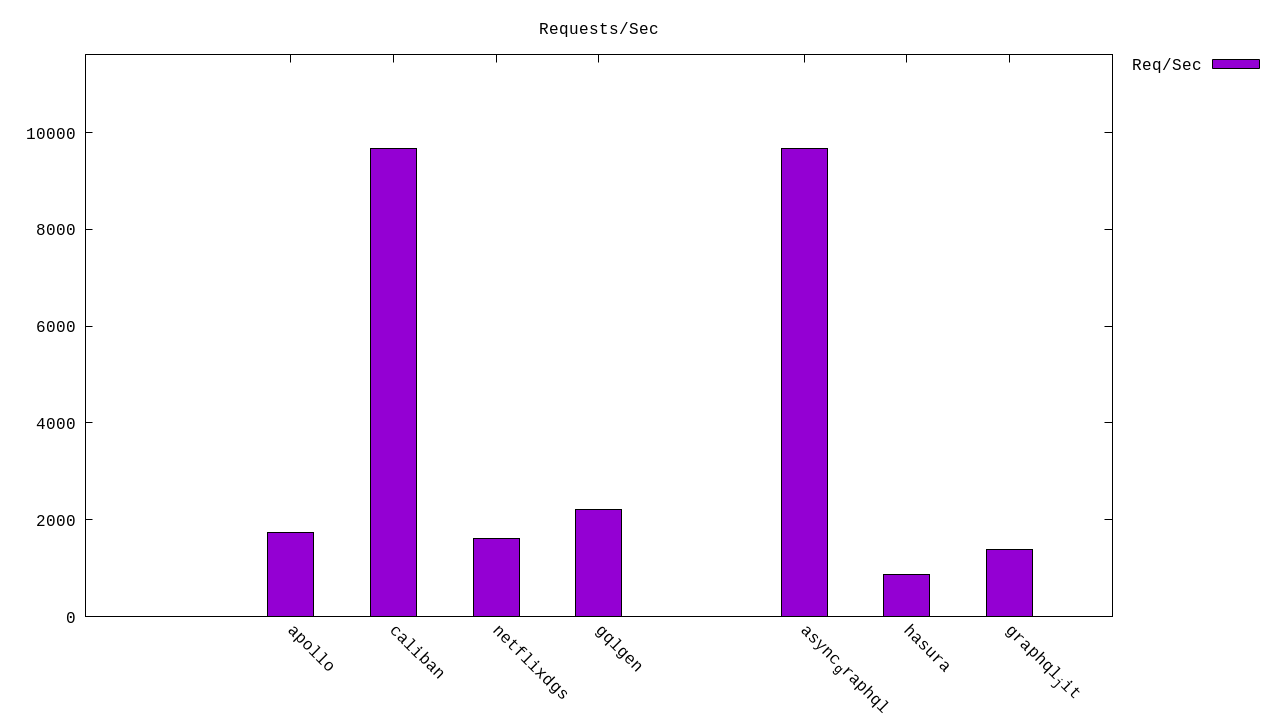 Requests/Sec
Req/Sec
10000
8000
6000
4000
2000
0
apollo
caliban
netflixdgs
gqlgen
async_graphql
hasura
graphql_jit